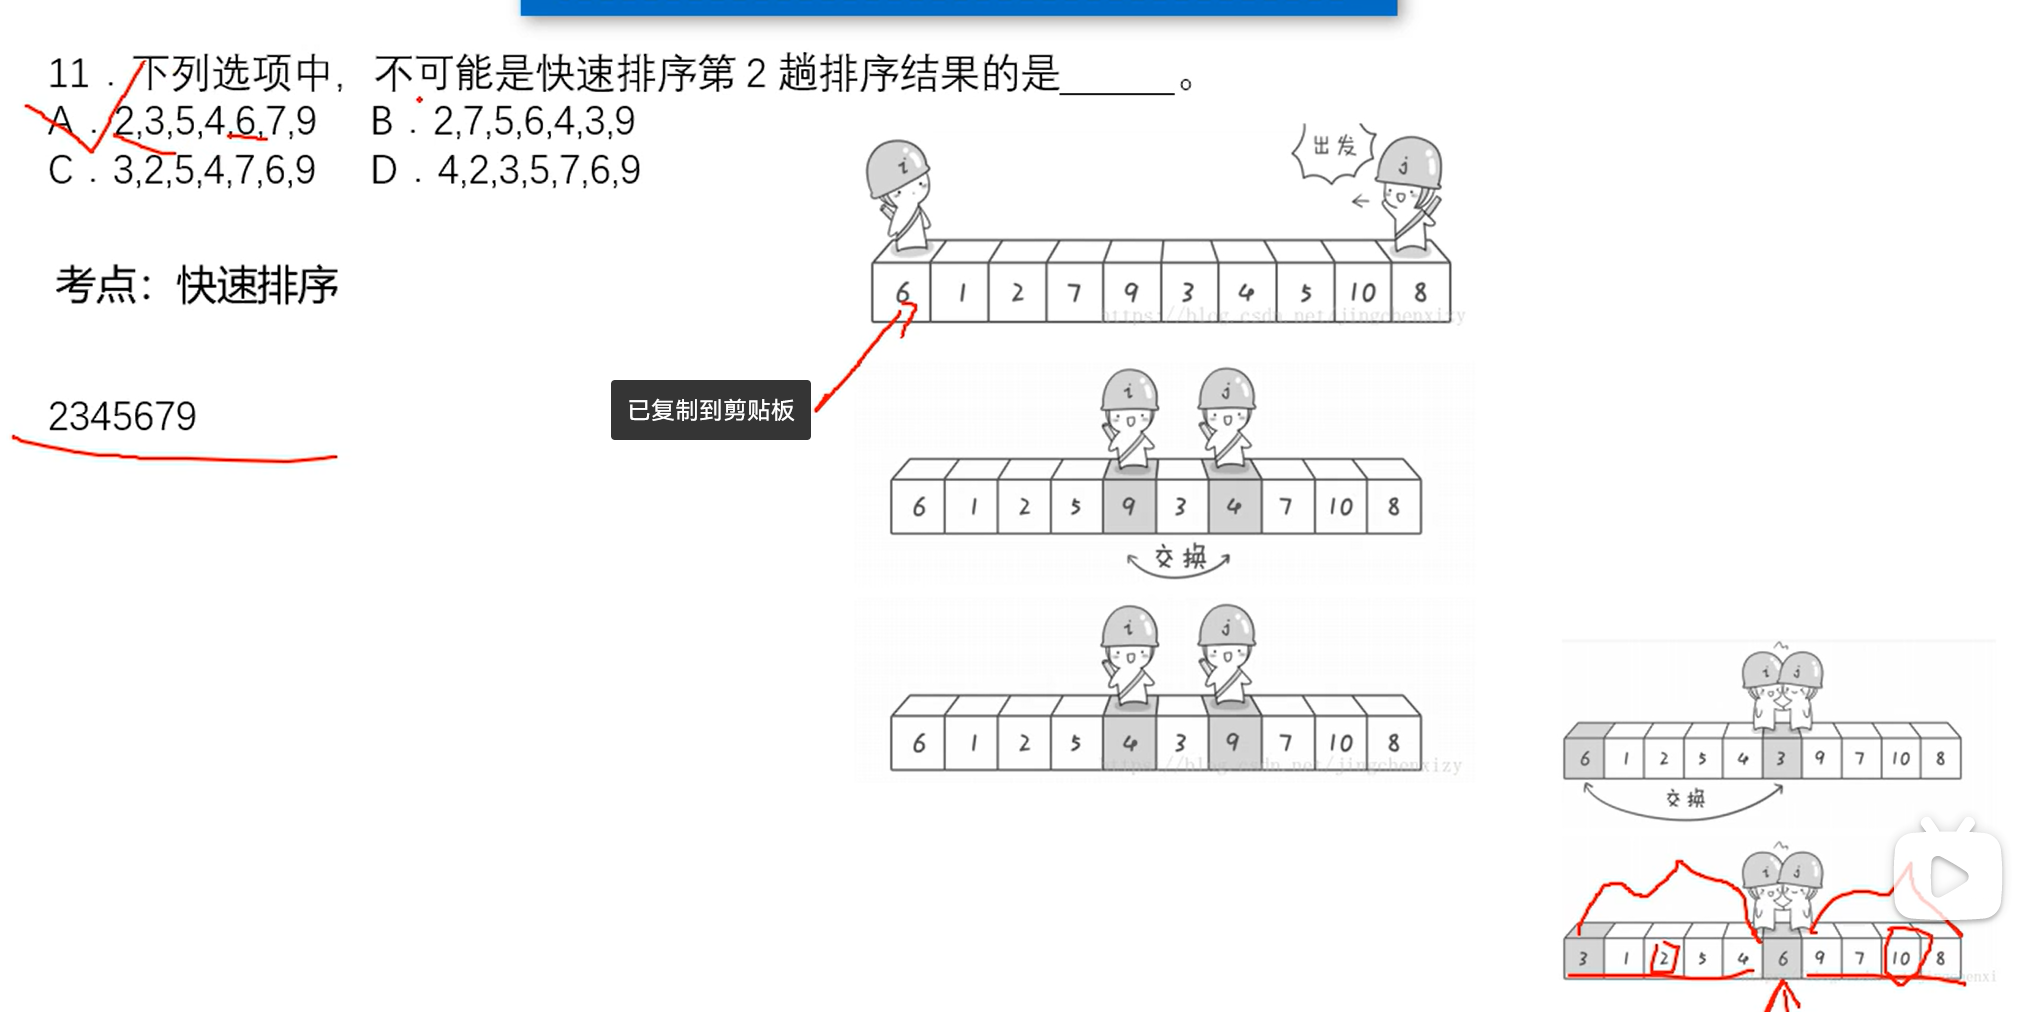 11．下列选项中，不可能是快速排序第 2 趟排序结果的是______。
A．2,3,5,4,6,7,9 B．2,7,5,6,4,3,9
C．3,2,5,4,7,6,9 D．4,2,3,5,7,6,9
考点：快速排序
2345679
已复制到剪贴板
i 出发 j
6 1 2 7 9 3 4 5 10 8
https://blog.csdn.net/jingchenxizy
i j
6 1 2 5 9 3 4 7 10 8
交换
i j
6 1 2 5 4 3 9 7 10 8
https://blog.csdn.net/jingchenxizy
i j
6 1 2 5 4 3 9 7 10 8
交换
i j
3 1 2 5 4 6 9 7 10 8